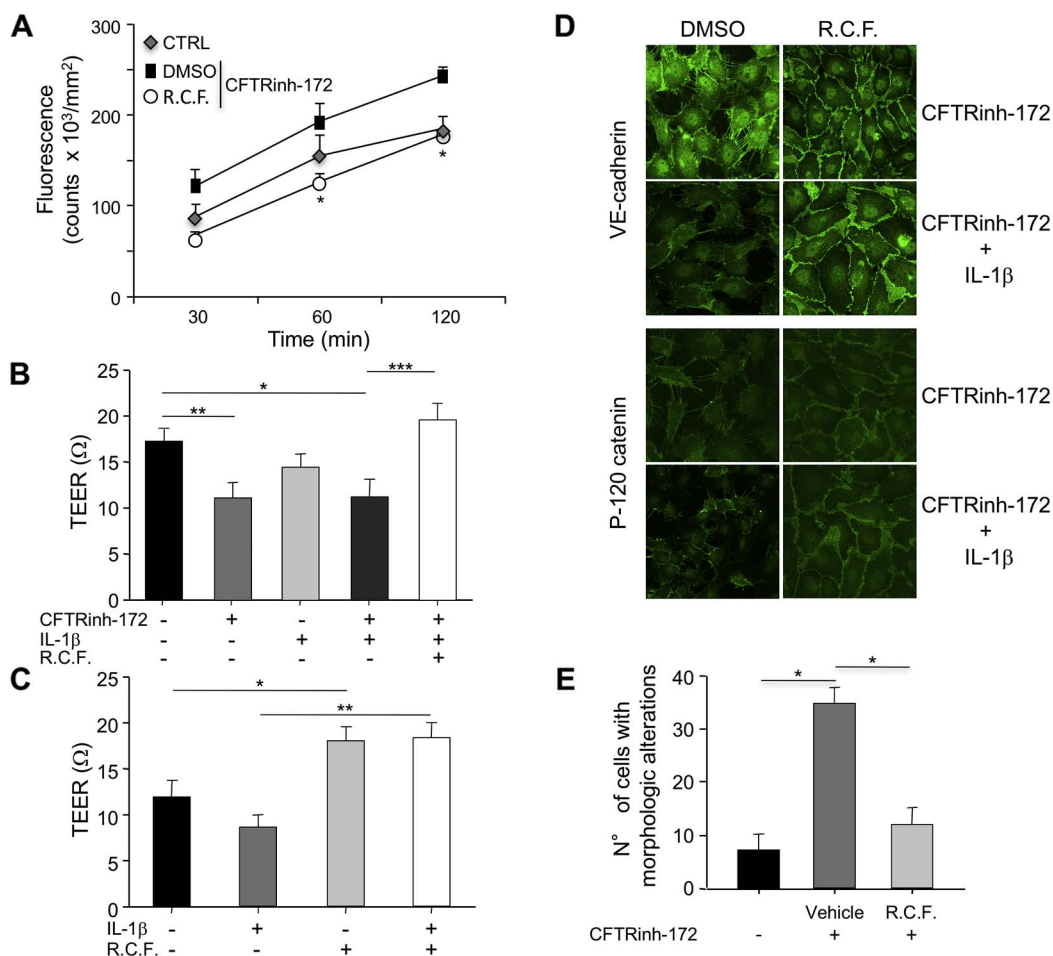 A
300
200
100
0
Fluorescence
(counts x 10³/mm²)
CTRL
DMSO
R.C.F.
CFTRinh-172
*
*
30 60 120
Time (min)
B
25
20
15
10
5
0
TEER (Ω)
**
*
***
CFTRinh-172 - + - + +
IL-1β - - + + +
R.C.F. - - - - +
C
25
20
15
10
5
0
TEER (Ω)
*
**
IL-1β - + - +
R.C.F. - - + +
D
DMSO R.C.F.
VE-cadherin
CFTRinh-172
CFTRinh-172
+
IL-1β
P-120 catenin
CFTRinh-172
CFTRinh-172
+
IL-1β
E
40
30
20
10
0
N° of cells with
morphologic alterations
*
*
Vehicle R.C.F.
CFTRinh-172 - + +